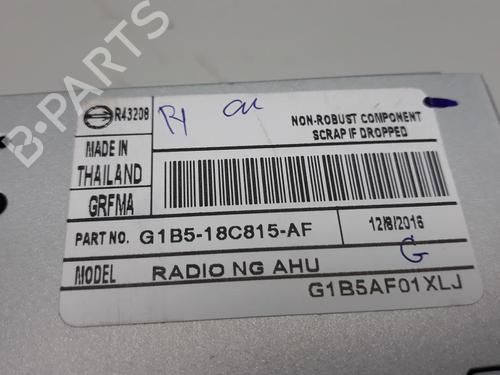 R43208
NON-ROBUST COMPONENT
SCRAP IF DROPPED
MADE IN
THAILAND
GRFMA
PART NO. G1B5-18C815-AF
12/8/2016
G
MODEL RADIO NG AHU
G1B5AF01XLJ
B-PARTS